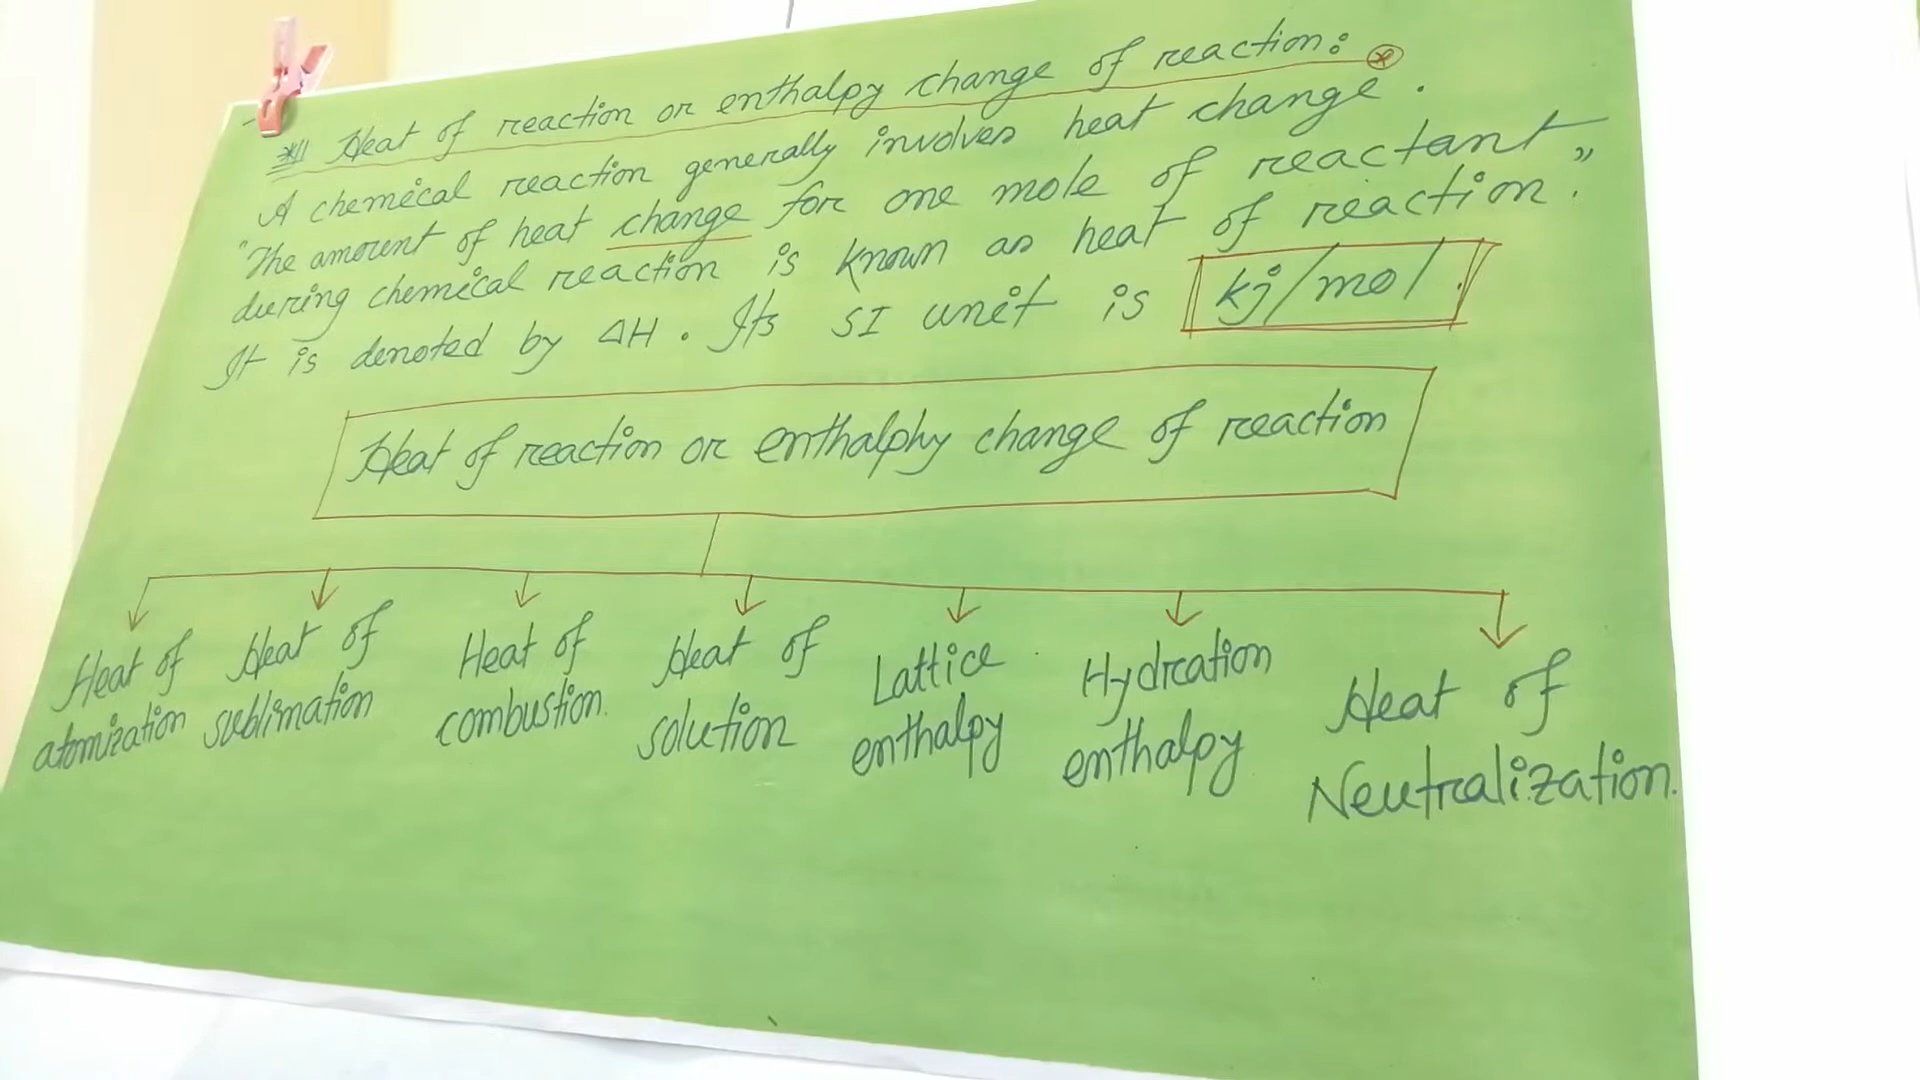 Heat of reaction or enthalpy change of reaction:
A chemical reaction generally involves heat change.
"The amount of heat change for one mole of reactant
during chemical reaction is known as heat of reaction."
It is denoted by ΔH. Its SI unit is kj/mol.
Heat of reaction or enthalphy change of reaction
Heat of
atomization
Heat of
sublimation
Heat of
combustion.
Heat of
solution
Lattice
enthalpy
Hydration
enthalpy
Heat of
Neutralization.